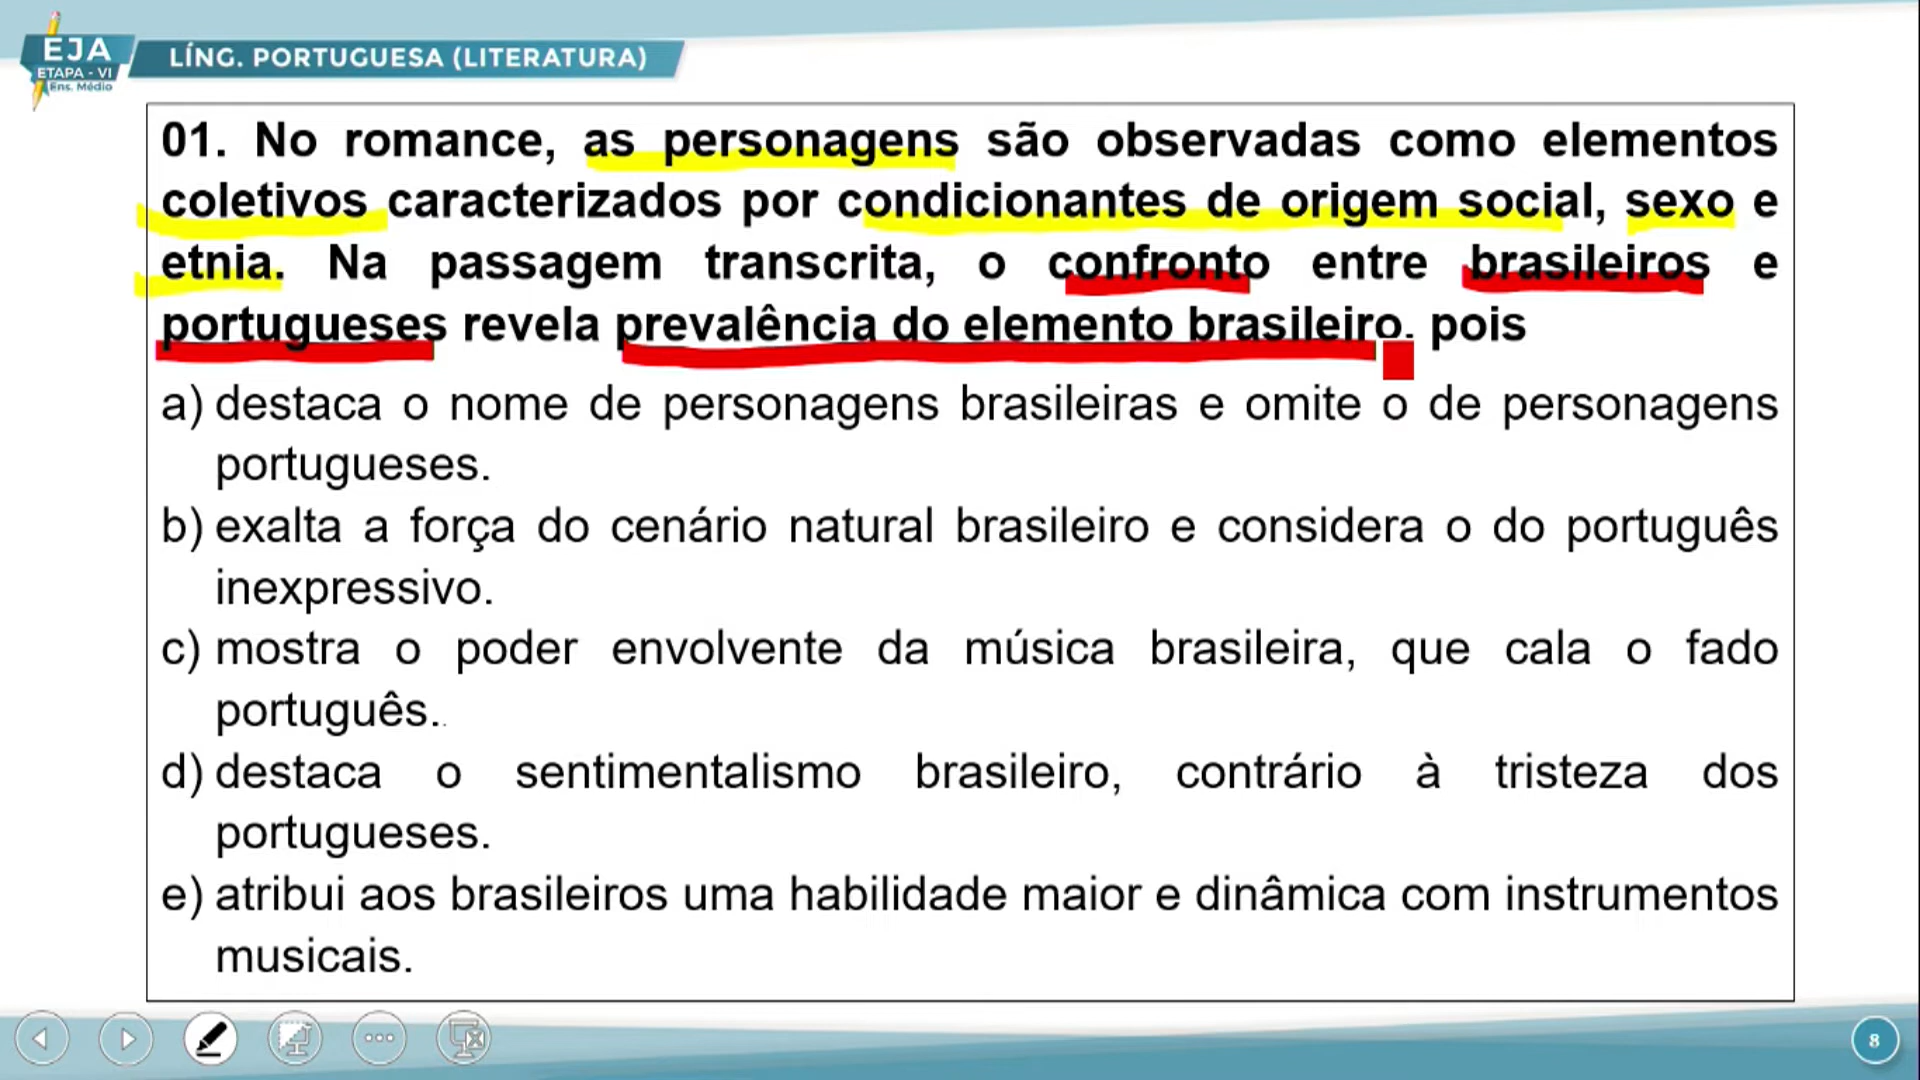 EJA
ETAPA - VI
Ens. Médio
LÍNG. PORTUGUESA (LITERATURA)
01. No romance, as personagens são observadas como elementos
coletivos caracterizados por condicionantes de origem social, sexo e
etnia. Na passagem transcrita, o confronto entre brasileiros e
portugueses revela prevalência do elemento brasileiro, pois
a) destaca o nome de personagens brasileiras e omite o de personagens
portugueses.
b) exalta a força do cenário natural brasileiro e considera o do português
inexpressivo.
c) mostra o poder envolvente da música brasileira, que cala o fado
português..
d) destaca o sentimentalismo brasileiro, contrário à tristeza dos
portugueses.
e) atribui aos brasileiros uma habilidade maior e dinâmica com instrumentos
musicais.
8